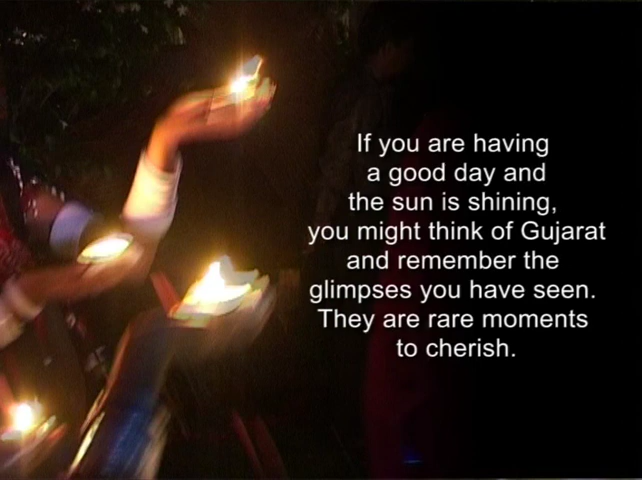 If you are having
a good day and
the sun is shining,
you might think of Gujarat
and remember the
glimpses you have seen.
They are rare moments
to cherish.